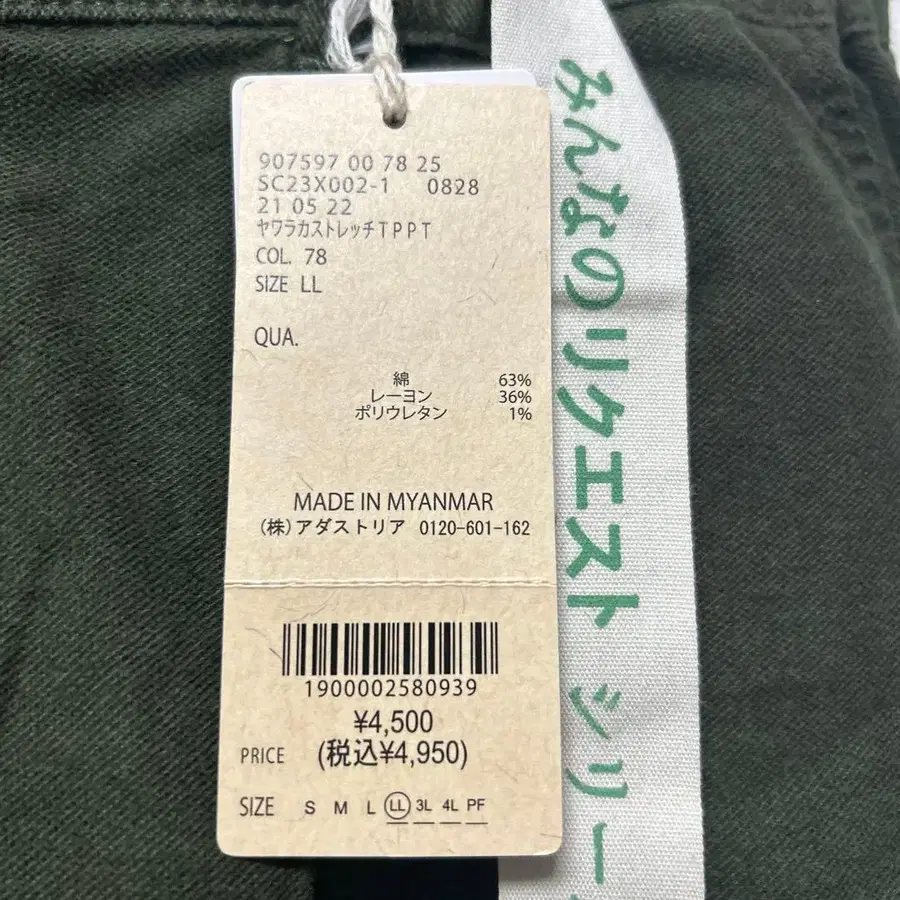 907597 00 78 25
SC23X002-1 0828
21 05 22
ヤワラカストレッチTPPT
COL. 78
SIZE LL
QUA.
綿 63%
レーヨン 36%
ポリウレタン 1%
MADE IN MYANMAR
(株)アダストリア 0120-601-162
1900002580939
¥4,500
PRICE (税込¥4,950)
SIZE S M L LL 3L 4L PF
みんなのリクエスト シリー